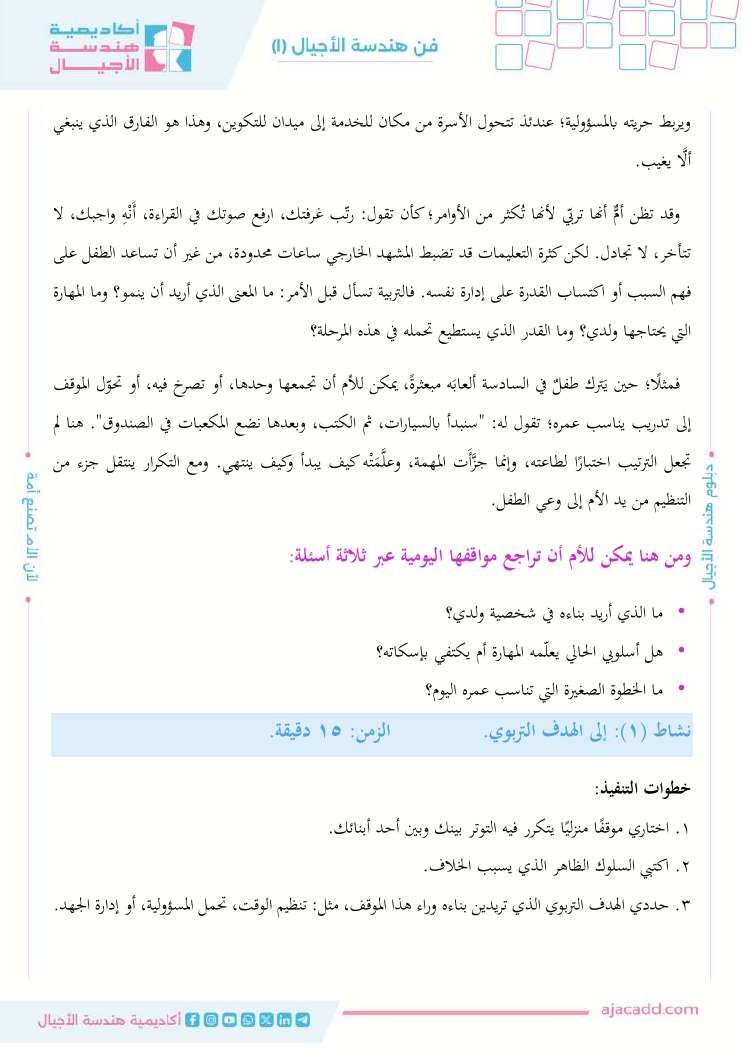 أكاديمية
هندسة
الأجيال
فن هندسة الأجيال (١)
ويربط حريته بالمسؤولية؛ عندئذ تتحول الأسرة من مكان للخدمة إلى ميدان للتكوين، وهذا هو الفارق الذي ينبغي
ألَّا يغيب.
وقد تظن أمٌّ أنها تربّي لأنها تُكثر من الأوامر؛ كأن تقول: رتّب غرفتك، ارفع صوتك في القراءة، أَنْهِ واجبك، لا
تتأخر، لا تجادل. لكن كثرة التعليمات قد تضبط المشهد الخارجي ساعات محدودة، من غير أن تساعد الطفل على
فهم السبب أو اكتساب القدرة على إدارة نفسه. فالتربية تسأل قبل الأمر: ما المعنى الذي أريد أن ينمو؟ وما المهارة
التي يحتاجها ولدي؟ وما القدر الذي يستطيع تحمله في هذه المرحلة؟
فمثلًا؛ حين يَترك طفلٌ في السادسة ألعابَه مبعثرةً، يمكن للأم أن تجمعها وحدها، أو تصرخ فيه، أو تحوّل الموقف
إلى تدريب يناسب عمره؛ تقول له: "سنبدأ بالسيارات، ثم الكتب، وبعدها نضع المكعبات في الصندوق". هنا لم
تجعل الترتيب اختبارًا لطاعته، وإنما جزَّأَت المهمة، وعلَّمَتْه كيف يبدأ وكيف ينتهي. ومع التكرار ينتقل جزء من
التنظيم من يد الأم إلى وعي الطفل.
ومن هنا يمكن للأم أن تراجع مواقفها اليومية عبر ثلاثة أسئلة:
• ما الذي أريد بناءه في شخصية ولدي؟
• هل أسلوبي الحالي يعلّمه المهارة أم يكتفي بإسكاته؟
• ما الخطوة الصغيرة التي تناسب عمره اليوم؟
نشاط (١): إلى الهدف التربوي. الزمن: ١٥ دقيقة.
خطوات التنفيذ:
١. اختاري موقفًا منزليًا يتكرر فيه التوتر بينك وبين أحد أبنائك.
٢. اكتبي السلوك الظاهر الذي يسبب الخلاف.
٣. حددي الهدف التربوي الذي تريدين بناءه وراء هذا الموقف، مثل: تنظيم الوقت، تحمل المسؤولية، أو إدارة الجهد.
دبلوم هندسة الأجيال
لأن الأم تصنع أمة
ajacadd.com
أكاديمية هندسة الأجيال